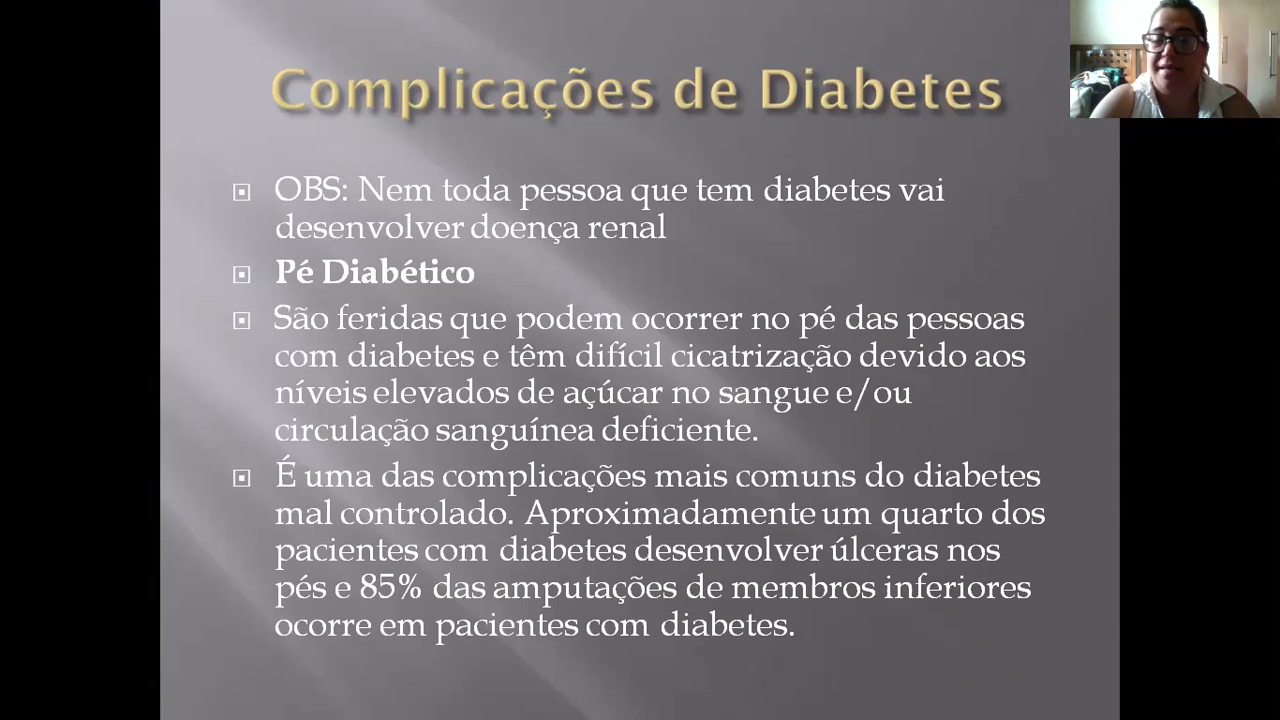 Complicações de Diabetes
OBS: Nem toda pessoa que tem diabetes vai
desenvolver doença renal
Pé Diabético
São feridas que podem ocorrer no pé das pessoas
com diabetes e têm difícil cicatrização devido aos
níveis elevados de açúcar no sangue e/ou
circulação sanguínea deficiente.
É uma das complicações mais comuns do diabetes
mal controlado. Aproximadamente um quarto dos
pacientes com diabetes desenvolver úlceras nos
pés e 85% das amputações de membros inferiores
ocorre em pacientes com diabetes.